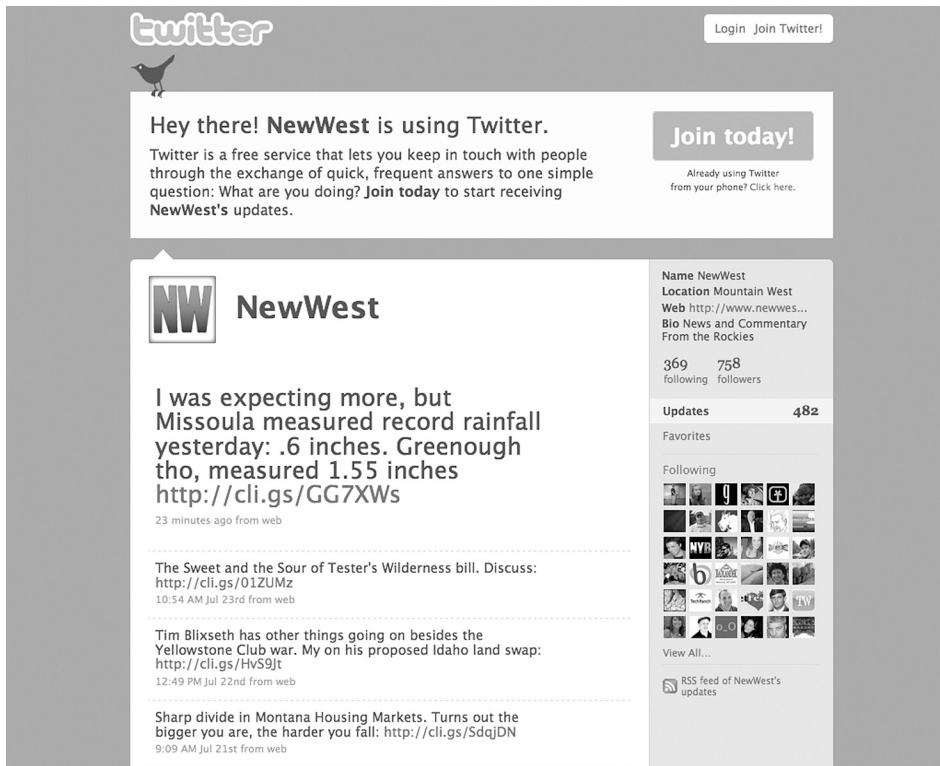 twitter
Login Join Twitter!
Hey there! NewWest is using Twitter.
Twitter is a free service that lets you keep in touch with people
through the exchange of quick, frequent answers to one simple
question: What are you doing? Join today to start receiving
NewWest's updates.
Join today!
Already using Twitter
from your phone? Click here.
NW
NewWest
I was expecting more, but
Missoula measured record rainfall
yesterday: .6 inches. Greenough
tho, measured 1.55 inches
http://cli.gs/GG7XWs
23 minutes ago from web
The Sweet and the Sour of Tester's Wilderness bill. Discuss:
http://cli.gs/01ZUMz
10:54 AM Jul 23rd from web
Tim Blixseth has other things going on besides the
Yellowstone Club war. My on his proposed Idaho land swap:
http://cli.gs/HvS9Jt
12:49 PM Jul 22nd from web
Sharp divide in Montana Housing Markets. Turns out the
bigger you are, the harder you fall: http://cli.gs/SdqjDN
9:09 AM Jul 21st from web
Name NewWest
Location Mountain West
Web http://www.newwes...
Bio News and Commentary
From the Rockies
369 758
following followers
Updates 482
Favorites
Following
g
NYR
b
TechRanch
TW
o_O
View All...
RSS feed of NewWest's
updates